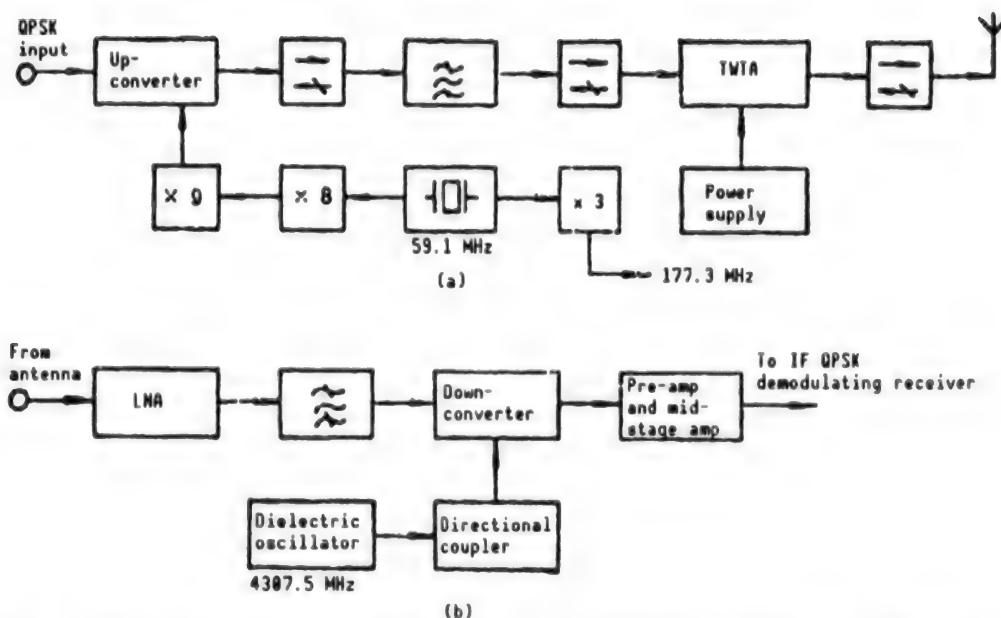 QPSK
input
Up-
converter
TWTA
× 9
× 8
× 3
Power
supply
59.1 MHz
(a)
177.3 MHz
From
antenna
LNA
Down-
converter
Pre-amp
and mid-
stage amp
To IF QPSK
demodulating receiver
Dielectric
oscillator
Directional
coupler
4307.5 MHz
(b)